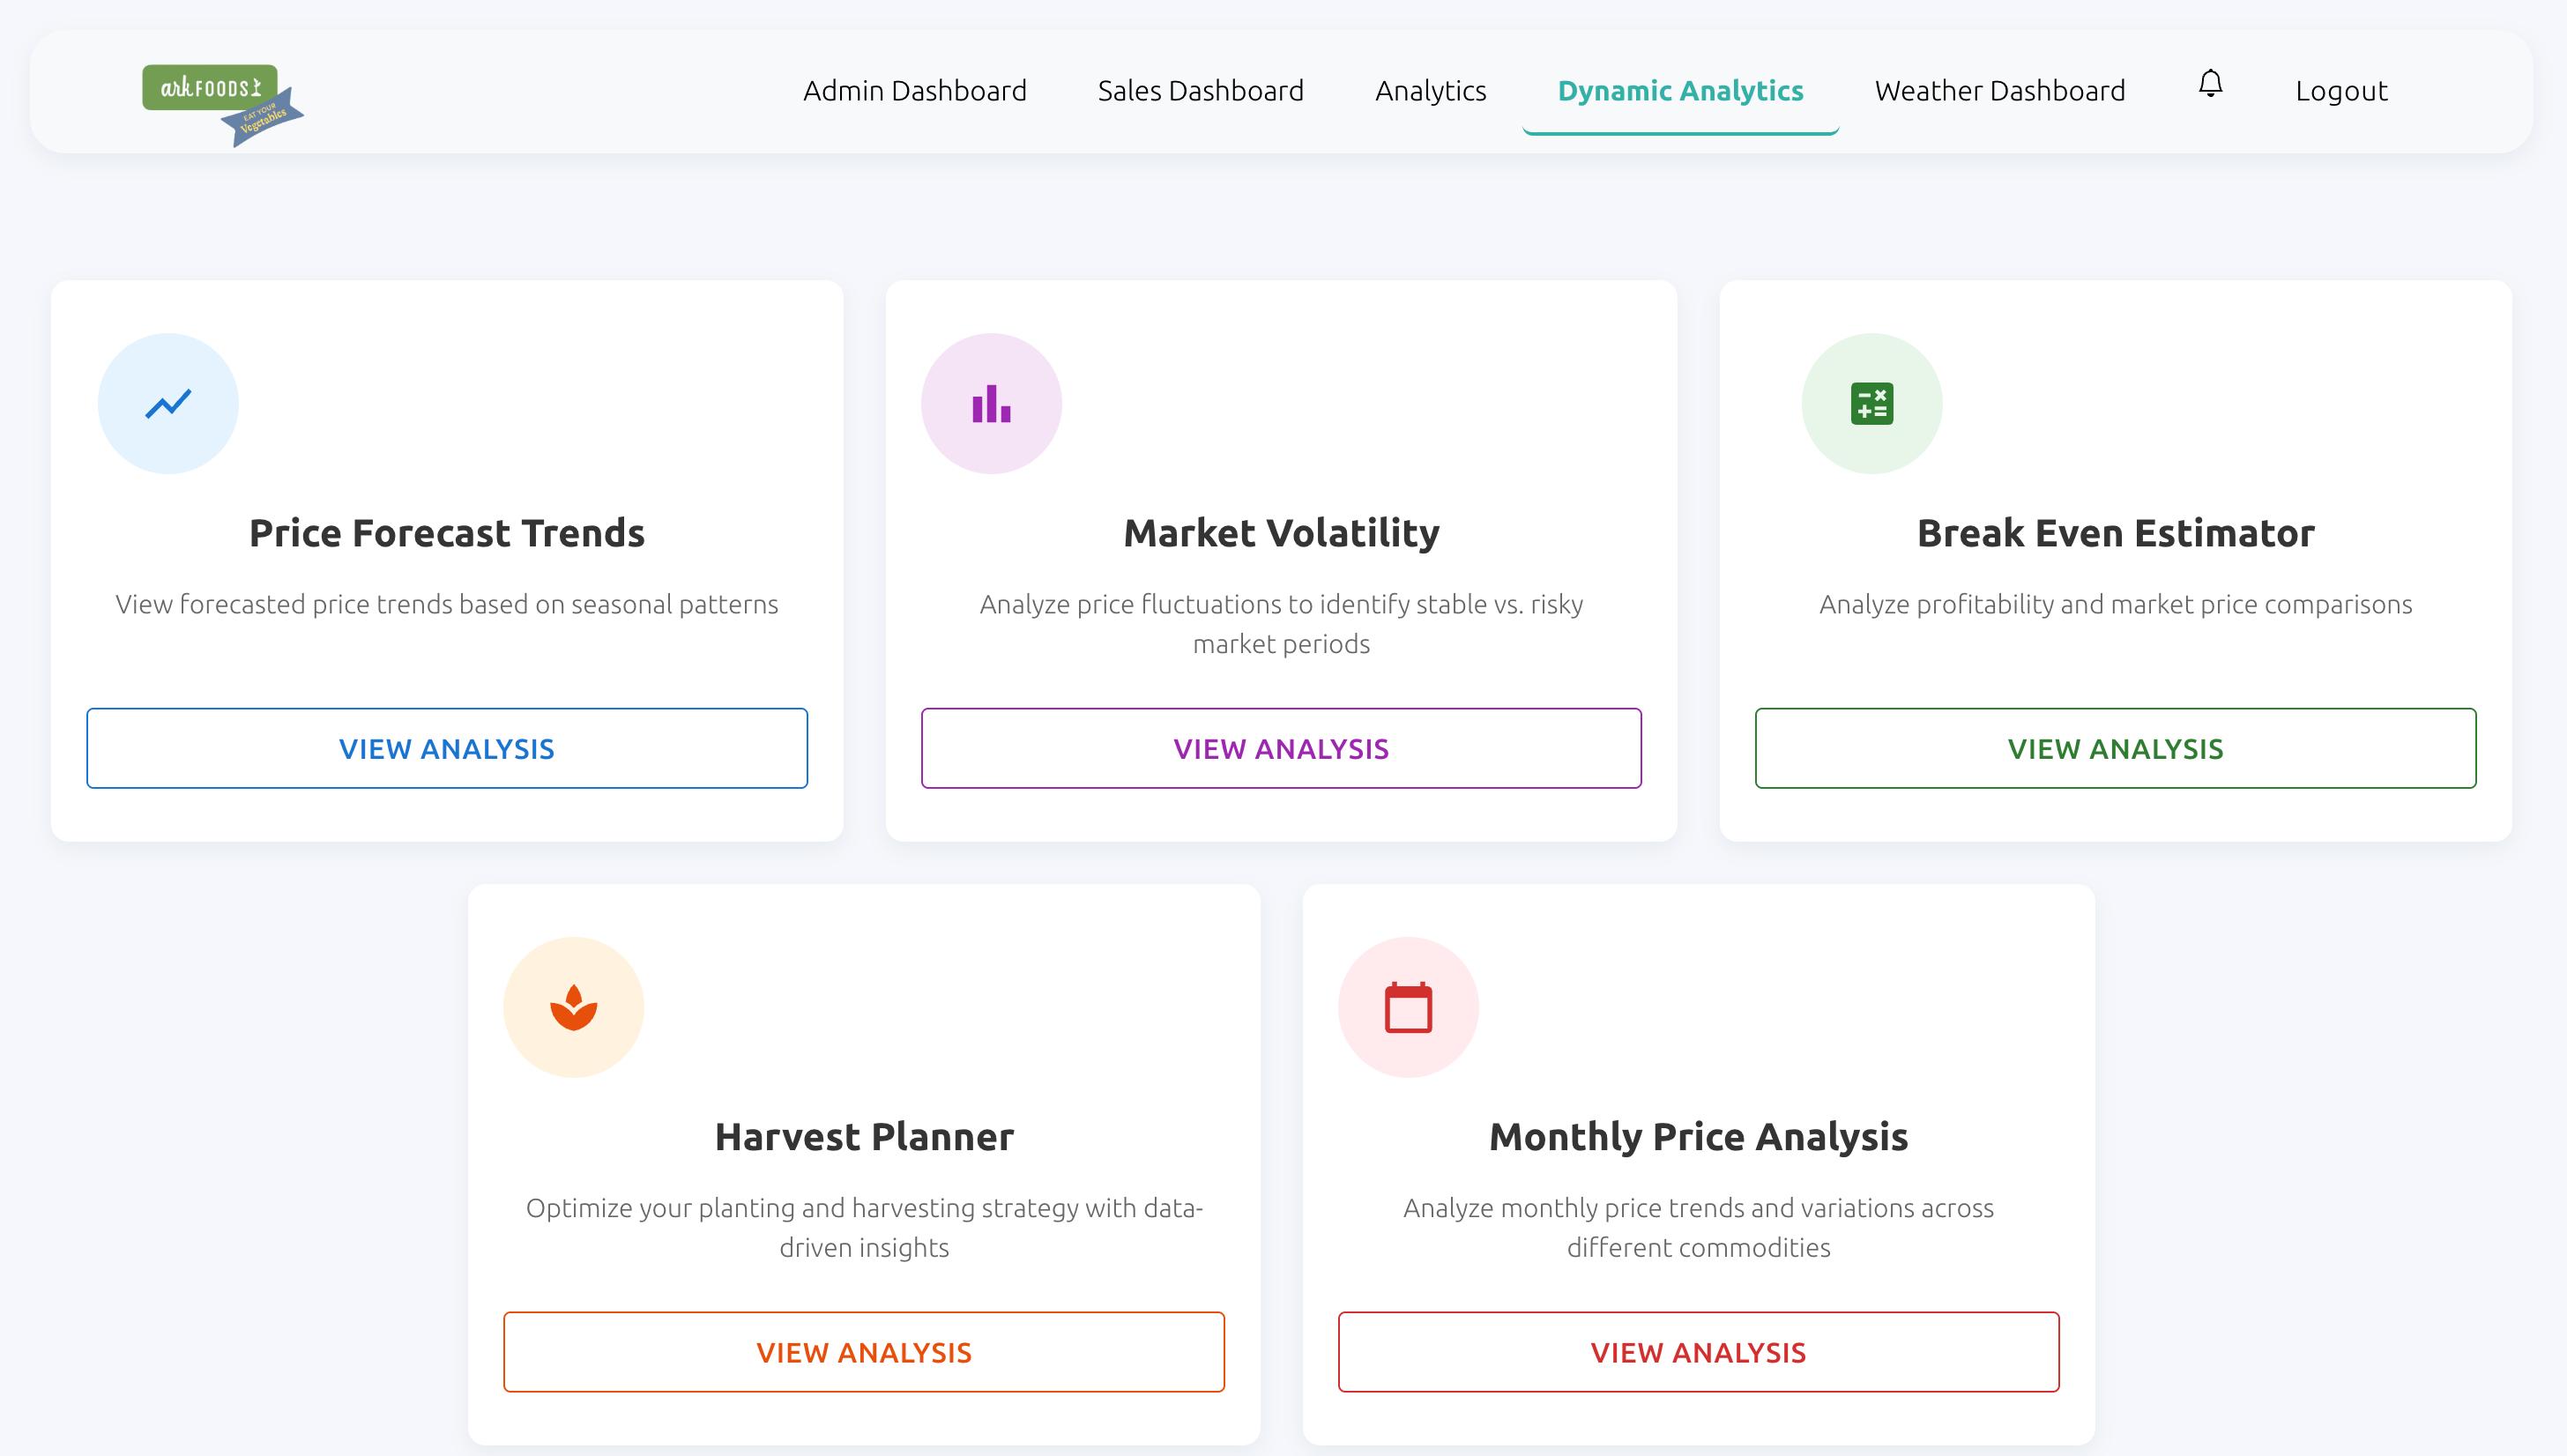 ark FOODS
EAT YOUR
Vegetables
Admin Dashboard
Sales Dashboard
Analytics
Dynamic Analytics
Weather Dashboard
Logout
Price Forecast Trends
View forecasted price trends based on seasonal patterns
VIEW ANALYSIS
Market Volatility
Analyze price fluctuations to identify stable vs. risky
market periods
VIEW ANALYSIS
Break Even Estimator
Analyze profitability and market price comparisons
VIEW ANALYSIS
Harvest Planner
Optimize your planting and harvesting strategy with data-
driven insights
VIEW ANALYSIS
Monthly Price Analysis
Analyze monthly price trends and variations across
different commodities
VIEW ANALYSIS